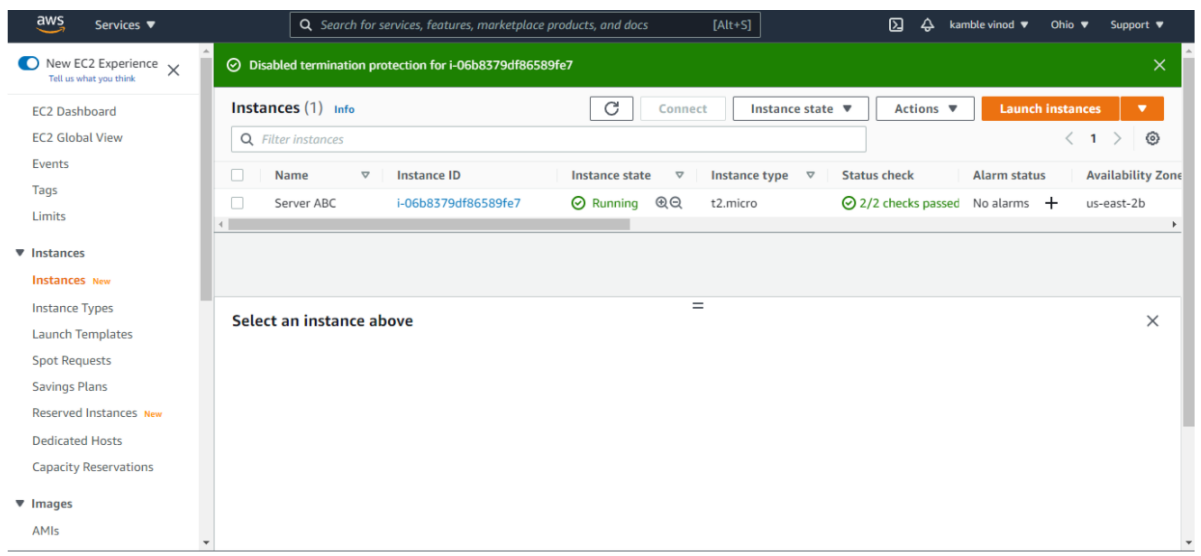 aws Services Search for services, features, marketplace products, and docs [Alt+S] kamble vinod Ohio Support
New EC2 Experience
Tell us what you think
EC2 Dashboard
EC2 Global View
Events
Tags
Limits
Instances
Instances New
Instance Types
Launch Templates
Spot Requests
Savings Plans
Reserved Instances New
Dedicated Hosts
Capacity Reservations
Images
AMIs
Disabled termination protection for i-06b8379df86589fe7
Instances (1) Info Connect Instance state Actions Launch instances
Filter instances 1
Name Instance ID Instance state Instance type Status check Alarm status Availability Zone
Server ABC i-06b8379df86589fe7 Running t2.micro 2/2 checks passed No alarms us-east-2b
Select an instance above